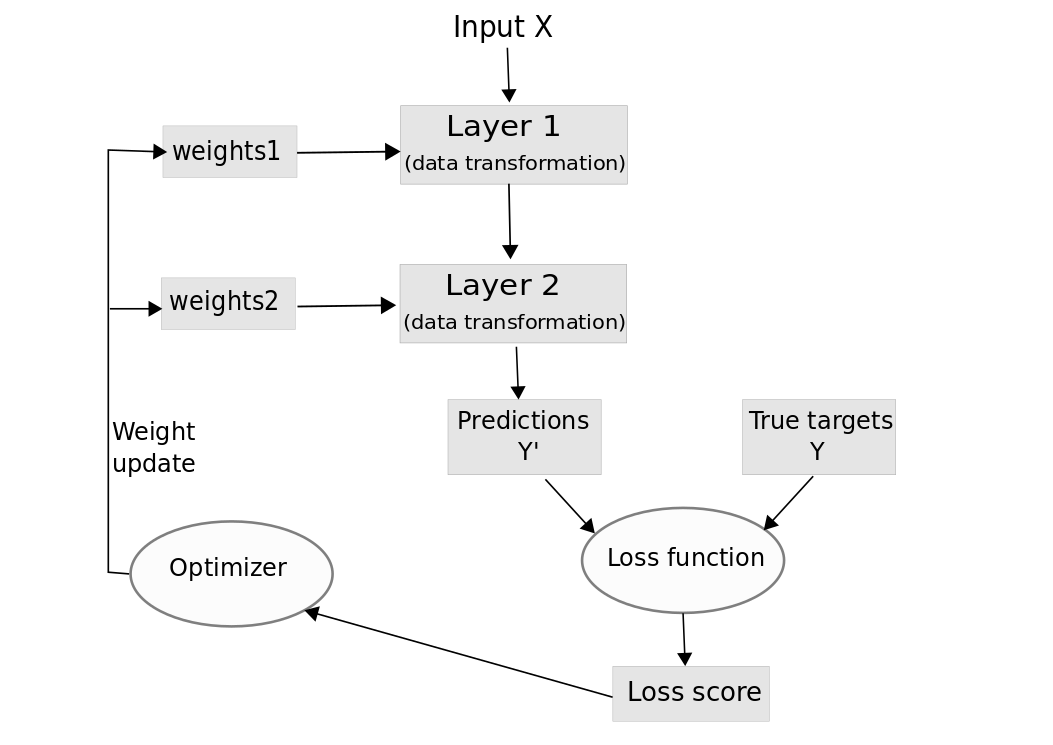 Input X
Layer 1
(data transformation)
weights1
Layer 2
(data transformation)
weights2
Predictions
Y'
True targets
Y
Weight
update
Loss function
Optimizer
Loss score